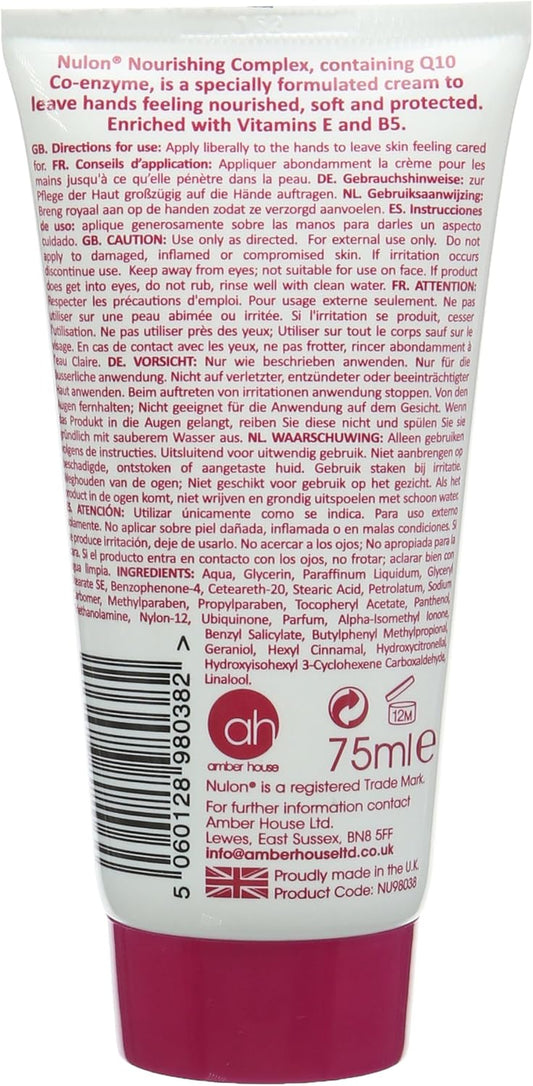 Nulon® Nourishing Complex, containing Q10
Co-enzyme, is a specially formulated cream to
leave hands feeling nourished, soft and protected.
Enriched with Vitamins E and B5.
GB. Directions for use: Apply liberally to the hands to leave skin feeling cared
for. FR. Conseils d'application: Appliquer abondamment la crème pour les
mains jusqu'à ce qu'elle pénètre dans la peau. DE. Gebrauchshinweise: zur
Pflege der Haut großzügig auf die Hände auftragen. NL. Gebruiksaanwijzing:
Breng royaal aan op de handen zodat ze verzorgd aanvoelen. ES. Instrucciones
de uso: aplique generosamente sobre las manos para darles un aspecto
cuidado. GB. CAUTION: Use only as directed. For external use only. Do not
apply to damaged, inflamed or compromised skin. If irritation occurs
discontinue use. Keep away from eyes; not suitable for use on face. If product
does get into eyes, do not rub, rinse well with clean water. FR. ATTENTION:
Respecter les précautions d'emploi. Pour usage externe seulement. Ne pas
utiliser sur une peau abimée ou irritée. Si l'irritation se produit, cesser
l'utilisation. Ne pas utiliser près des yeux; Utiliser sur tout le corps sauf sur le
visage. En cas de contact avec les yeux, ne pas frotter, rincer abondamment à
l'eau Claire. DE. VORSICHT: Nur wie beschrieben anwenden. Nur für die
äusserliche anwendung. Nicht auf verletzter, entzündeter oder beeinträchtigter
Haut anwenden. Beim auftreten von irritationen anwendung stoppen. Von den
Augen fernhalten; Nicht geeignet für die Anwendung auf dem Gesicht. Wenn
das Produkt in die Augen gelangt, reiben Sie diese nicht und spülen Sie sie
gründlich mit sauberem Wasser aus. NL. WAARSCHUWING: Alleen gebruiken
volgens de instructies. Uitsluitend voor uitwendig gebruik. Niet aanbrengen op
beschadigde, ontstoken of aangetaste huid. Gebruik staken bij irritatie.
Weghouden van de ogen; Niet geschikt voor gebruik op het gezicht. Als het
product in de ogen komt, niet wrijven en grondig uitspoelen met schoon water.
ES. ATENCIÓN: Utilizar únicamente como se indica. Para uso externo
solamente. No aplicar sobre piel dañada, inflamada o en malas condiciones. Si
se produce irritación, deje de usarlo. No acercar a los ojos; No apropiada para la
cara. Si el producto entra en contacto con los ojos, no frotar; aclarar bien con
agua limpia. INGREDIENTS: Aqua, Glycerin, Paraffinum Liquidum, Glyceryl
Stearate SE, Benzophenone-4, Ceteareth-20, Stearic Acid, Petrolatum, Sodium
Carbomer, Methylparaben, Propylparaben, Tocopheryl Acetate, Panthenol,
Nylon-12, Ubiquinone, Parfum, Alpha-Isomethyl Ionone,
Benzyl Salicylate, Butylphenyl Methylpropional,
Geraniol, Hexyl Cinnamal, Hydroxycitronellal,
Hydroxyisohexyl 3-Cyclohexene Carboxaldehyde,
Linalool.
5 060128 980382 >
ah
amber house
12M
75ml e
Nulon® is a registered Trade Mark.
For further information contact
Amber House Ltd.
Lewes, East Sussex, BN8 5FF
info@amberhouseltd.co.uk
Proudly made in the U.K.
Product Code: NU98038